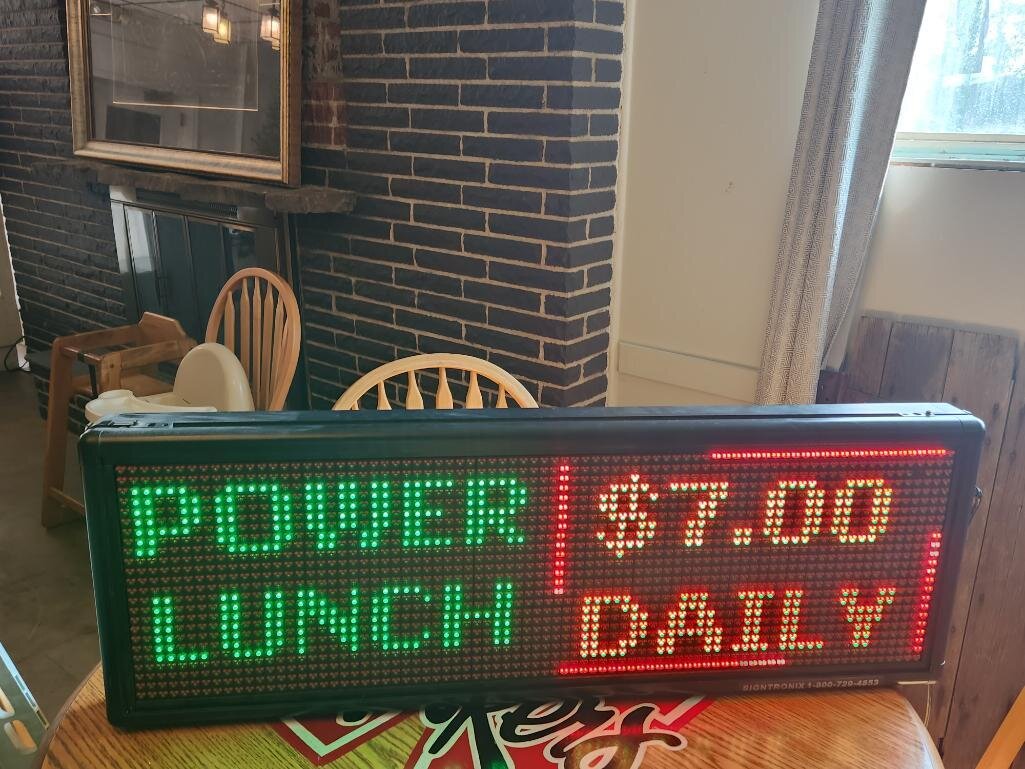 POWER $7.00
LUNCH DAILY
SIGNTRONIX 1-800-729-4853